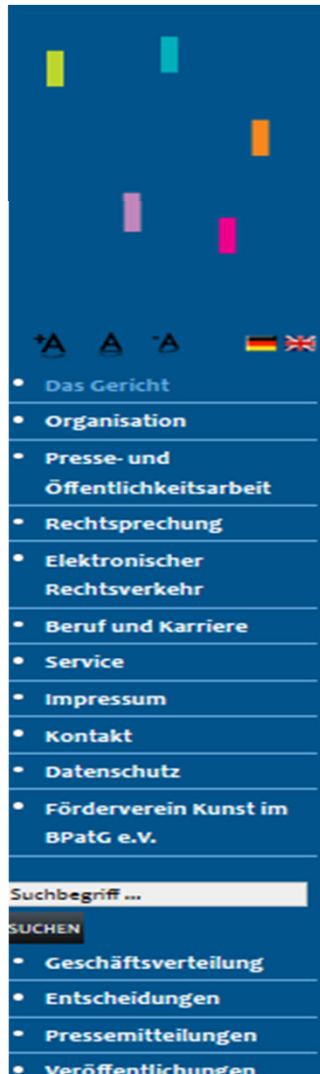 +A A -A
Das Gericht
Organisation
Presse- und
Öffentlichkeitsarbeit
Rechtsprechung
Elektronischer
Rechtsverkehr
Beruf und Karriere
Service
Impressum
Kontakt
Datenschutz
Förderverein Kunst im
BPatG e.V.
Suchbegriff ...
SUCHEN
Geschäftsverteilung
Entscheidungen
Pressemitteilungen
Veröffentlichungen